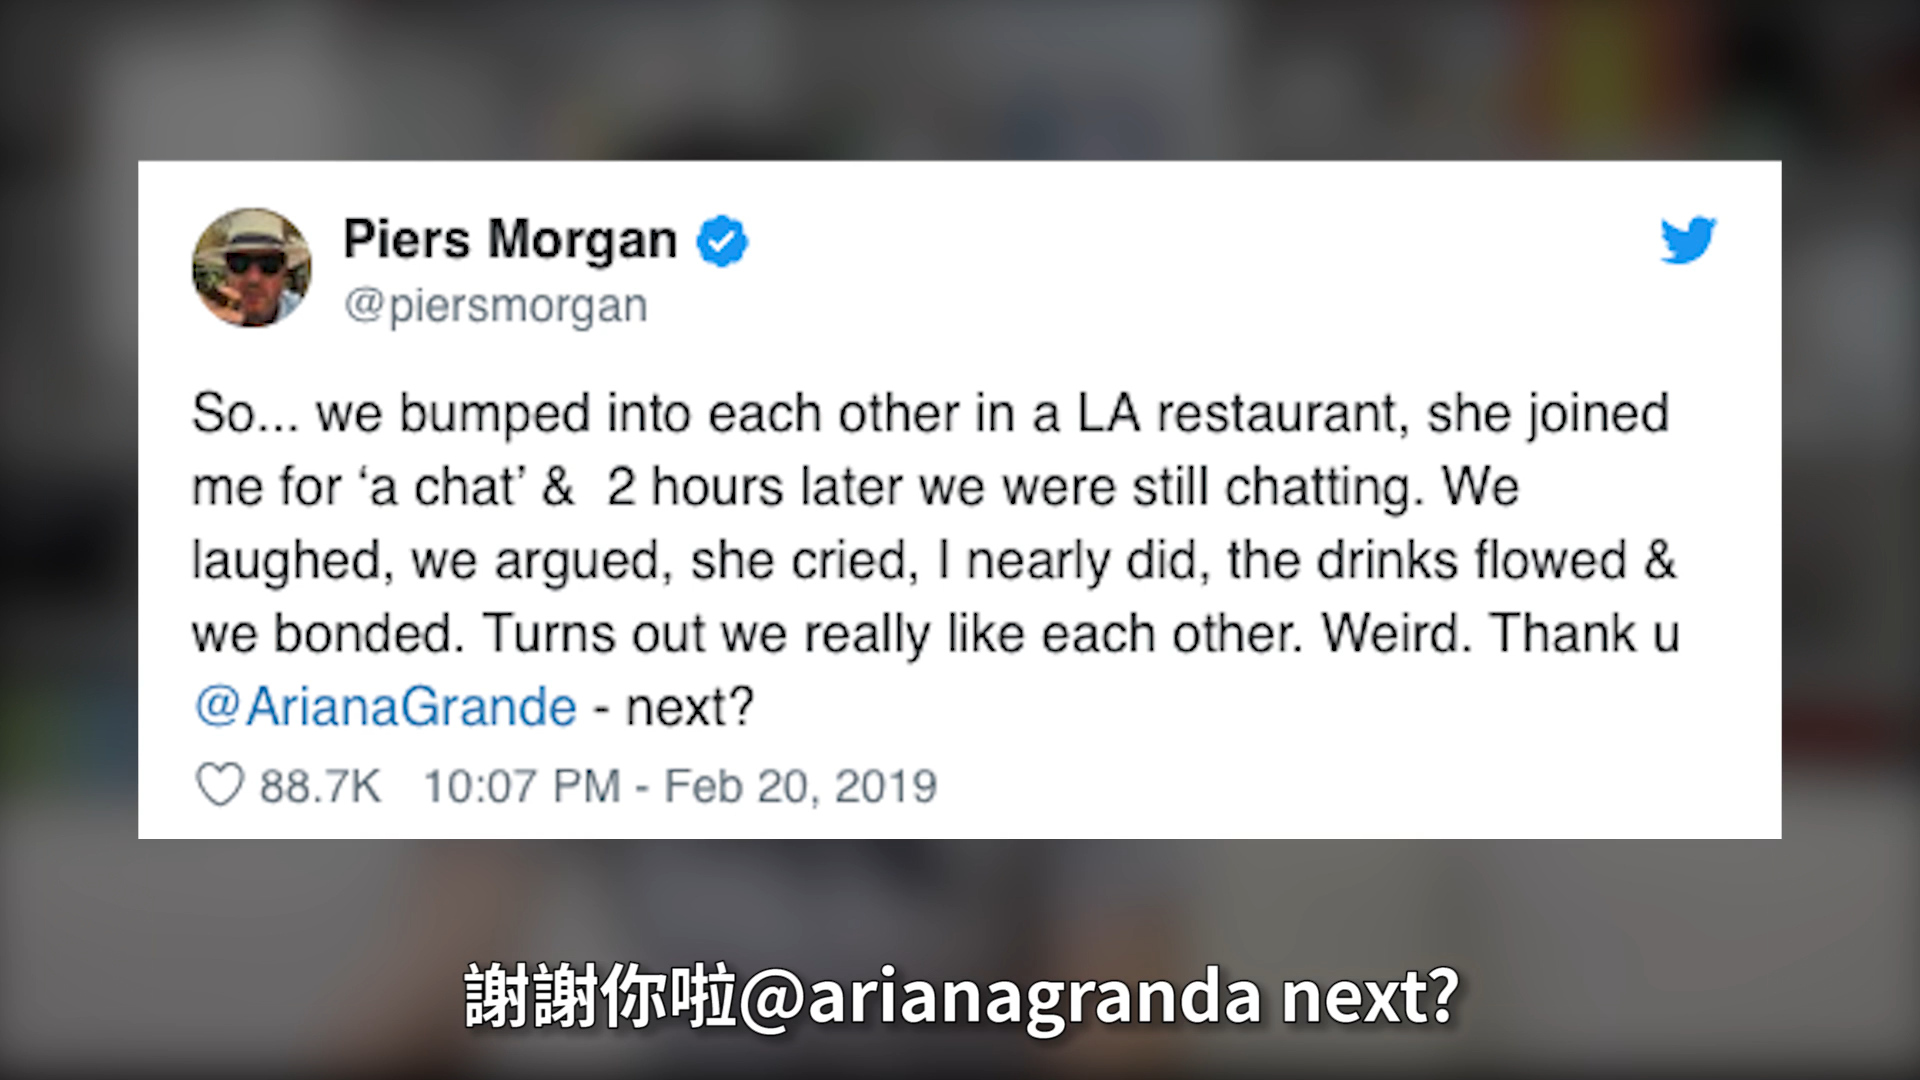 Piers Morgan
@piersmorgan
So... we bumped into each other in a LA restaurant, she joined
me for ‘a chat’ &  2 hours later we were still chatting. We
laughed, we argued, she cried, I nearly did, the drinks flowed &
we bonded. Turns out we really like each other. Weird. Thank u
@ArianaGrande - next?
88.7K 10:07 PM - Feb 20, 2019
謝謝你啦@arianagranda next?